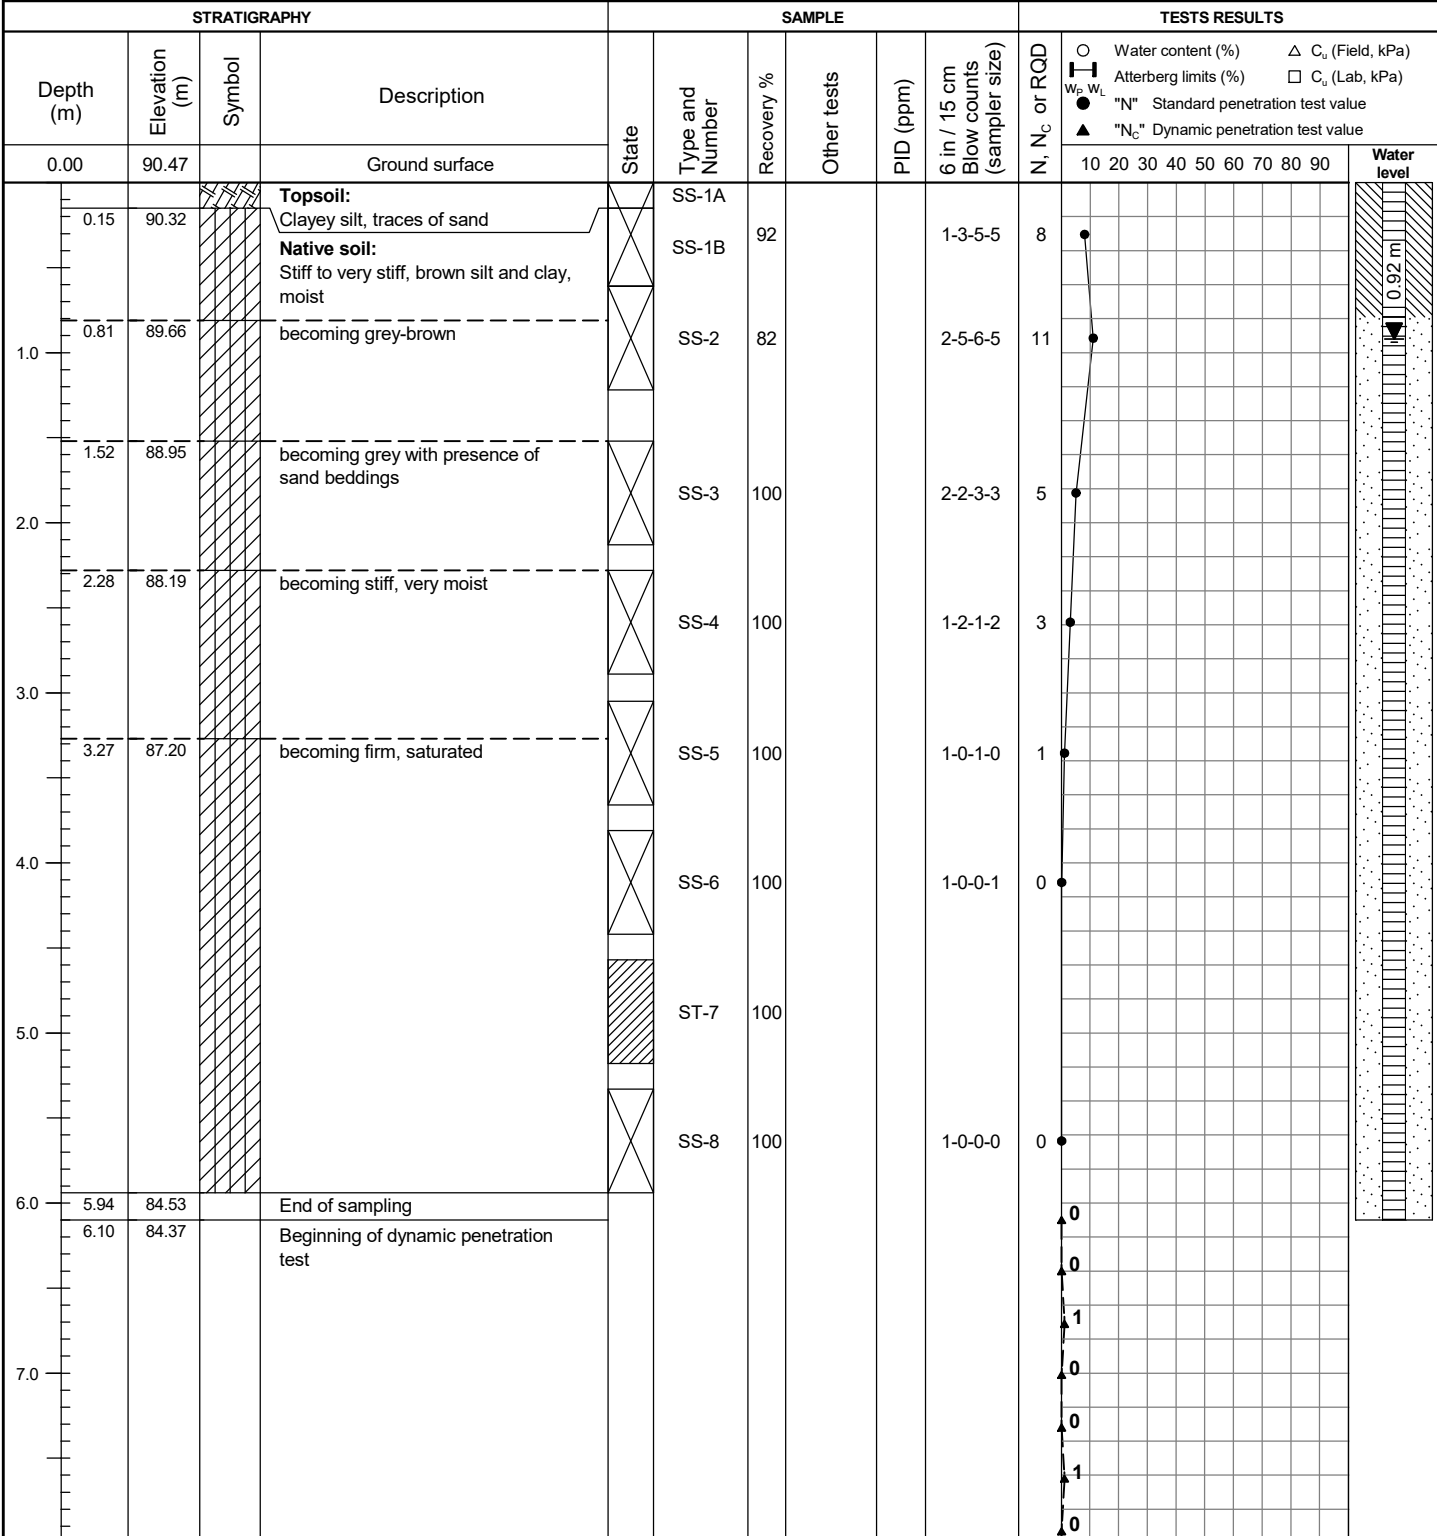 STRATIGRAPHY SAMPLE TESTS RESULTS
Depth (m)
Elevation (m)
Symbol
Description
State
Type and Number
Recovery %
Other tests
PID (ppm)
6 in / 15 cm Blow counts (sampler size)
N, NC or RQD
Water content (%)
Cu (Field, kPa)
Atterberg limits (%)
Cu (Lab, kPa)
WP WL
"N" Standard penetration test value
"NC" Dynamic penetration test value
0.00 90.47 Ground surface
10 20 30 40 50 60 70 80 90
Water level
Topsoil: SS-1A
0.15 90.32 Clayey silt, traces of sand
92 1-3-5-5 8
Native soil: SS-1B
Stiff to very stiff, brown silt and clay,
moist
0.92 m
0.81 89.66 becoming grey-brown SS-2 82 2-5-6-5 11
1.0
1.52 88.95 becoming grey with presence of
sand beddings
SS-3 100 2-2-3-3 5
2.0
2.28 88.19 becoming stiff, very moist
SS-4 100 1-2-1-2 3
3.0
3.27 87.20 becoming firm, saturated SS-5 100 1-0-1-0 1
4.0
SS-6 100 1-0-0-1 0
ST-7 100
5.0
SS-8 100 1-0-0-0 0
6.0 5.94 84.53 End of sampling
0
6.10 84.37 Beginning of dynamic penetration
test
0
1
7.0 0
0
1
0